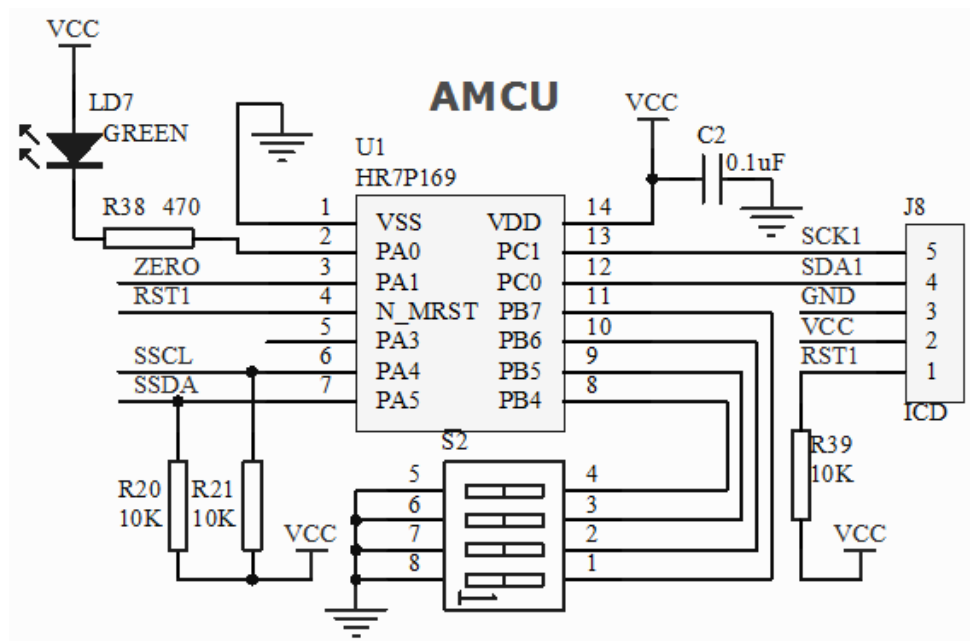 VCC
AMCU
LD7
GREEN
VCC
C2
0.1uF
U1
HR7P169
R38 470
J8
1 VSS VDD 14
2 PA0 PC1 13 SCK1 5
ZERO 3 PA1 PC0 12 SDA1 4
RST1 4 N_MRST PB7 11 GND 3
5 PA3 PB6 10 VCC 2
SSCL 6 PA4 PB5 9 RST1 1
SSDA 7 PA5 PB4 8
ICD
S2
R39
10K
5 4
6 3
7 2
8 1
R20
10K
R21
10K
VCC
VCC
1